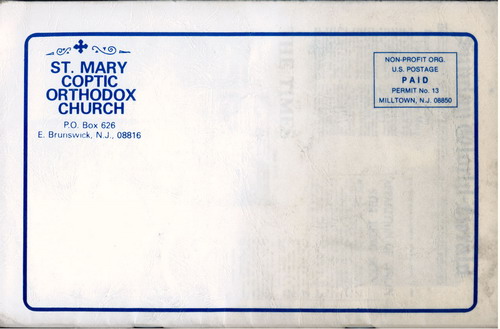 ST. MARY
COPTIC
ORTHODOX
CHURCH
P.O. Box 626
E. Brunswick, N.J., 08816
NON-PROFIT ORG.
U.S. POSTAGE
PAID
PERMIT No. 13
MILLTOWN, N.J. 08850